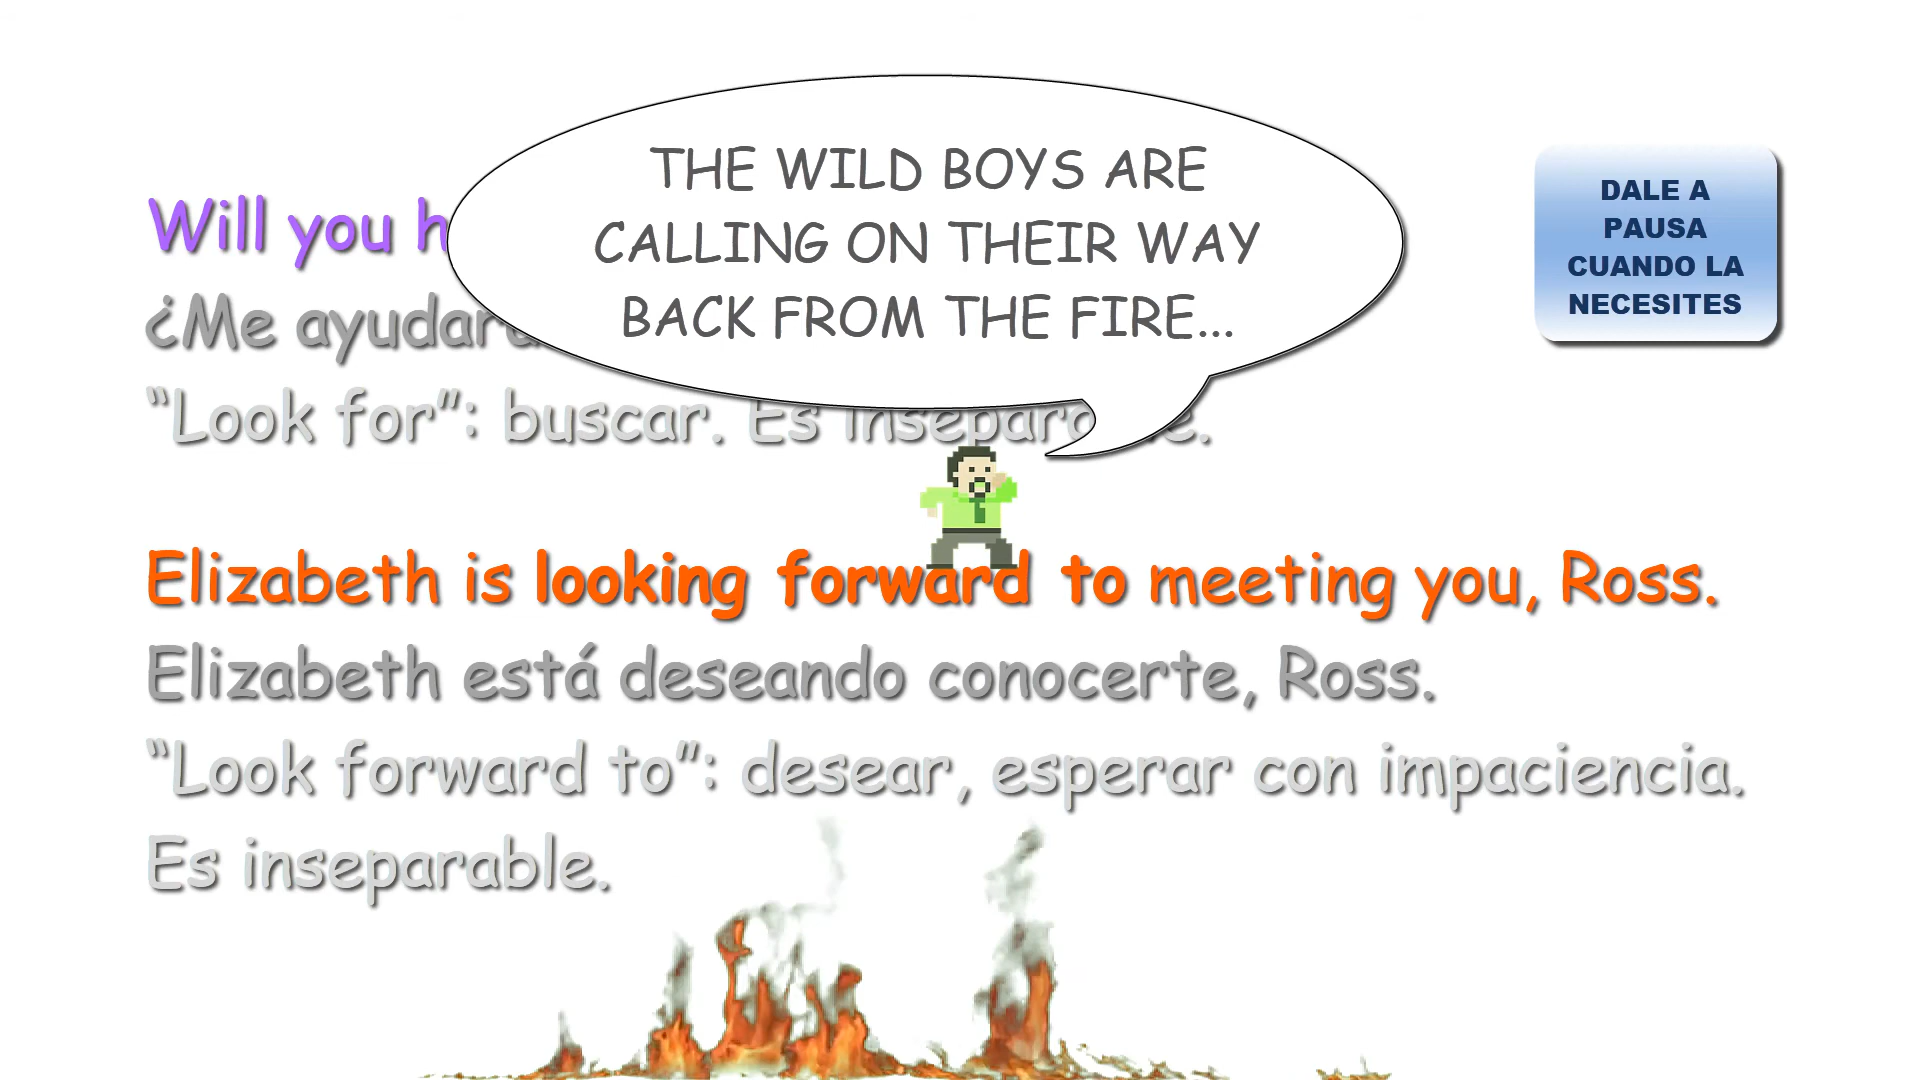 THE WILD BOYS ARE
CALLING ON THEIR WAY
BACK FROM THE FIRE...
DALE A
PAUSA
CUANDO LA
NECESITES
Will you
¿Me
“Look for”: buscar. Es
Elizabeth is looking forward to meeting you, Ross.
Elizabeth está deseando conocerte, Ross.
“Look forward to”: desear, esperar con impaciencia.
Es inseparable.